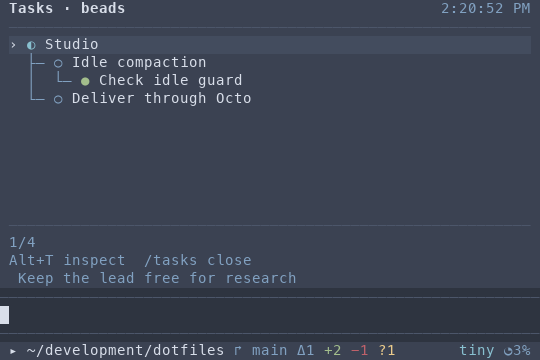 Tasks · beads 2:20:52 PM
› ◐ Studio
├─ ○ Idle compaction
│ └─ ● Check idle guard
└─ ○ Deliver through Octo
1/4
Alt+T inspect /tasks close
Keep the lead free for research
▸ ~/development/dotfiles ↱ main Δ1 +2 −1 ?1 tiny ◔3%